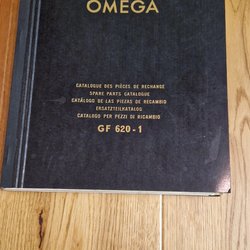 OMEGA
CATALOGUE DES PIÈCES DE RECHANGE
SPARE PARTS CATALOGUE
CATÁLOGO DE LAS PIEZAS DE RECAMBIO
ERSATZTEILKATALOG
CATALOGO PER PEZZI DI RICAMBIO
GF 620-1